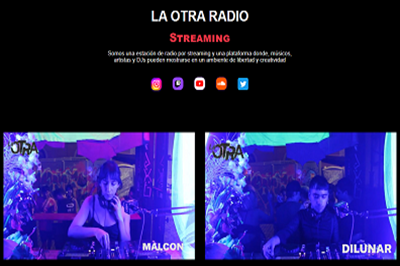 LA OTRA RADIO
STREAMING
Somos una estación de radio por streaming y una plataforma donde, músicos,
artistas y DJs pueden mostrarse en un ambiente de libertad y creatividad
OTRA
MALCON
OTRA
DILUNAR